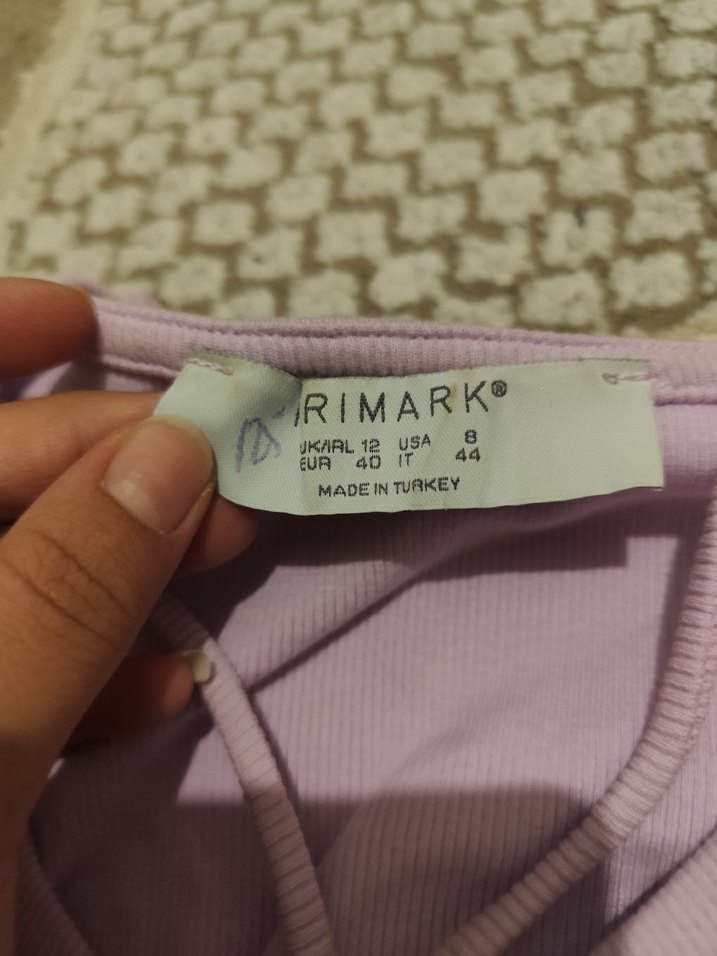 RIMARK®
UK/IRL 12 USA 8
EUR 40 IT 44
MADE IN TURKEY